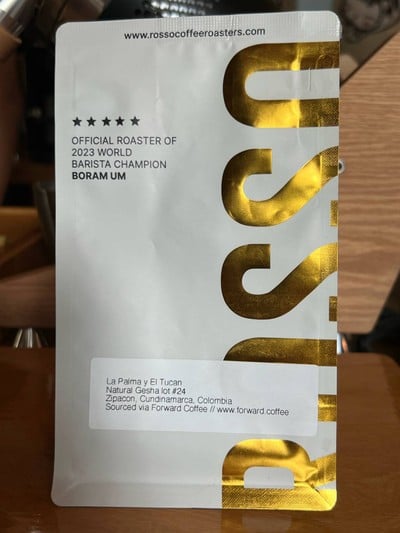 www.rossocoffeeroasters.com
OFFICIAL ROASTER OF
2023 WORLD
BARISTA CHAMPION
BORAM UM
ROSSO
La Palma y El Tucan
Natural Gesha lot #24
Zipacon, Cundinamarca, Colombia
Sourced via Forward Coffee // www.forward.coffee